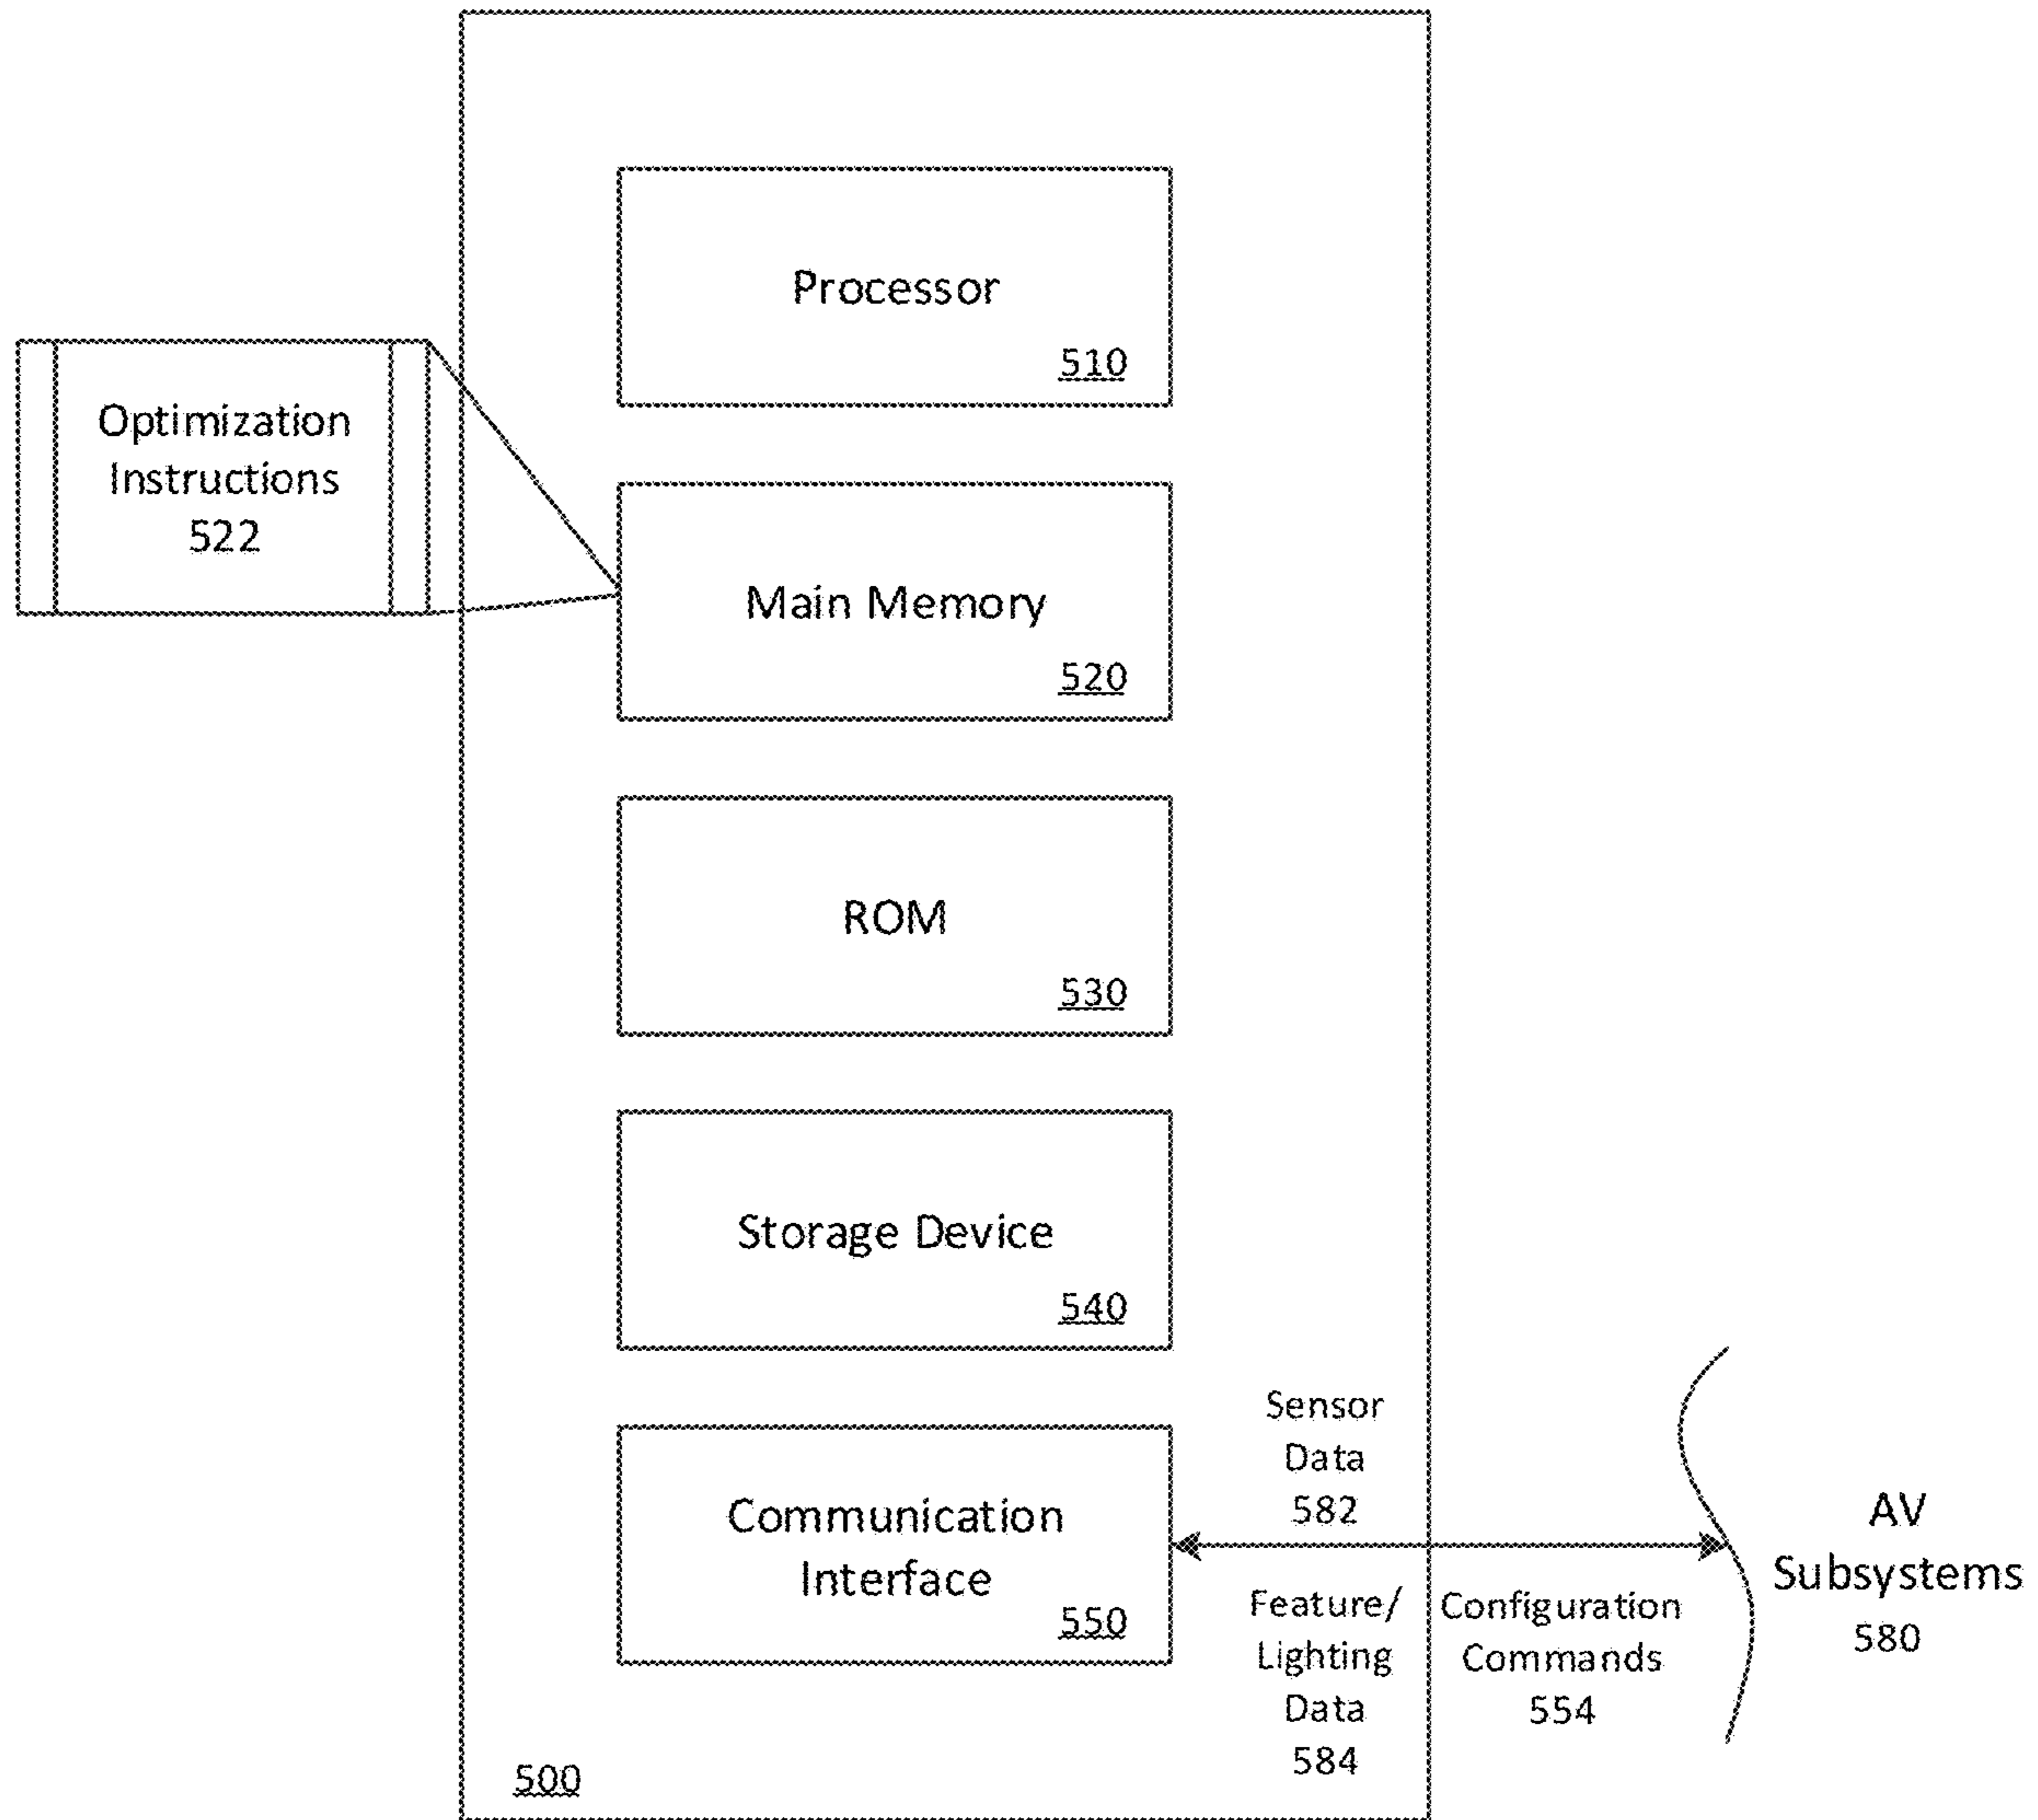 Processor
510
Optimization
Instructions
522
Main Memory
520
ROM
530
Storage Device
540
Sensor
Data
582
Communication
Interface
550
AV
Subsystems
580
Feature/
Lighting
Data
584
Configuration
Commands
554
500